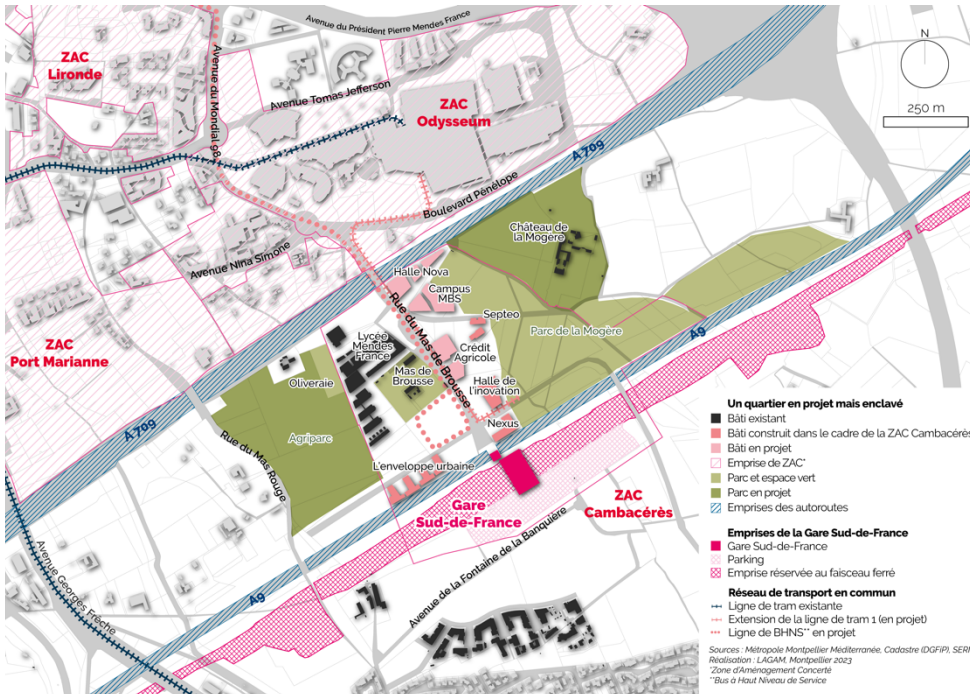 Avenue du Président Pierre Mendes France
ZAC
Lironde
Avenue du Mondial 98
Avenue Tomas Jefferson
ZAC
Odysseum
N
250 m
A 709
Boulevard Pénélope
Château de
la Mogère
Avenue Nina Simone
Halle Nova
Campus
MBS
Rue du Mas de Brousse
Septeo
Parc de la Mogère
A9
ZAC
Port Marianne
Lycée
Mendes
France
Crédit
Agricole
Oliveraie
Mas de
Brousse
Halle de
l'inovation
Nexus
A 709
Agriparc
Rue du Mas Rouge
L'enveloppe urbaine
Gare
Sud-de-France
ZAC
Cambacérès
Avenue de la Fontaine de la Banquière
Avenue Georges Frêche
A9
Un quartier en projet mais enclavé
Bâti existant
Bâti construit dans le cadre de la ZAC Cambacérès
Bâti en projet
Emprise de ZAC*
Parc et espace vert
Parc en projet
Emprises des autoroutes
Emprises de la Gare Sud-de-France
Gare Sud-de-France
Parking
Emprise réservée au faisceau ferré
Réseau de transport en commun
Ligne de tram existante
Extension de la ligne de tram 1 (en projet)
Ligne de BHNS** en projet
Sources : Métropole Montpellier Méditerranée, Cadastre (DGFiP), SERM
Réalisation : LAGAM, Montpellier 2023
*Zone d'Aménagement Concerté
**Bus à Haut Niveau de Service